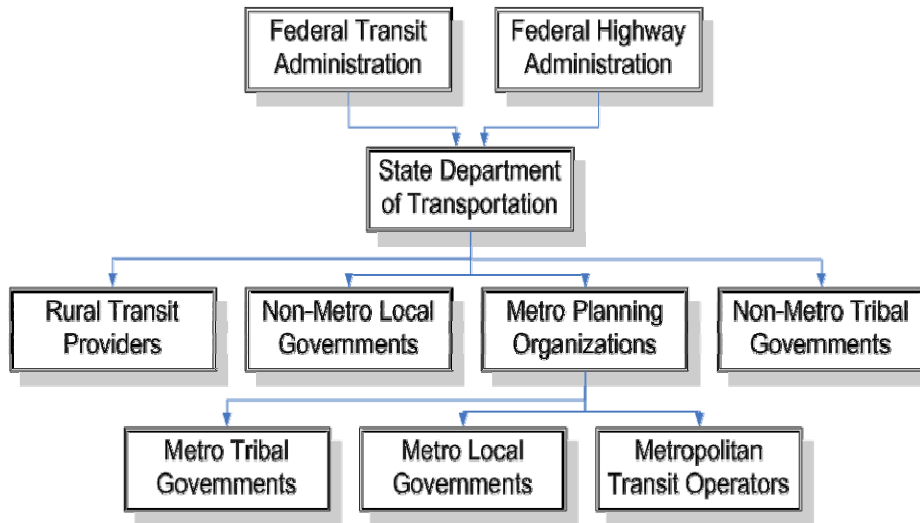 Federal Transit
Administration
Federal Highway
Administration
State Department
of Transportation
Rural Transit
Providers
Non-Metro Local
Governments
Metro Planning
Organizations
Non-Metro Tribal
Governments
Metro Tribal
Governments
Metro Local
Governments
Metropolitan
Transit Operators